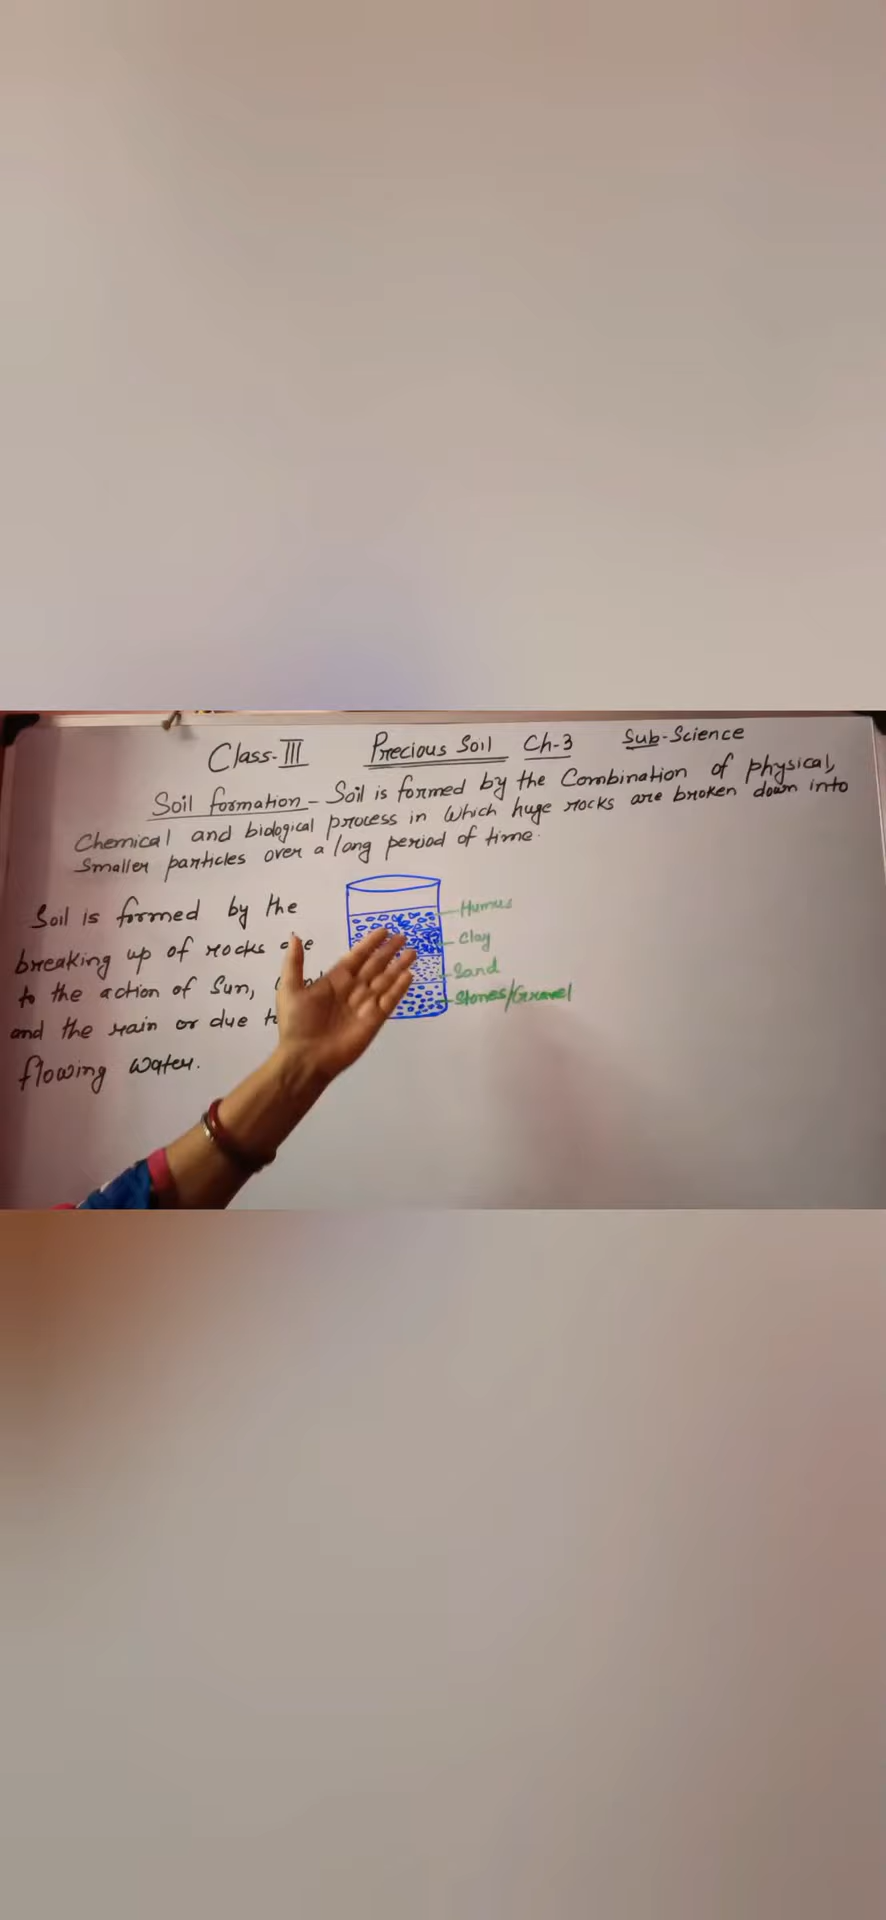 Class-III Precious Soil Ch-3 Sub-Science
Soil formation - Soil is formed by the Combination of physical,
Chemical and biological process in which huge rocks are broken down into
Smaller particles over a long period of time.
Soil is formed by the
breaking up of rocks
to the action of Sun,
and the rain or due
flowing water.
Humus
Clay
Sand
Stones/Gravel